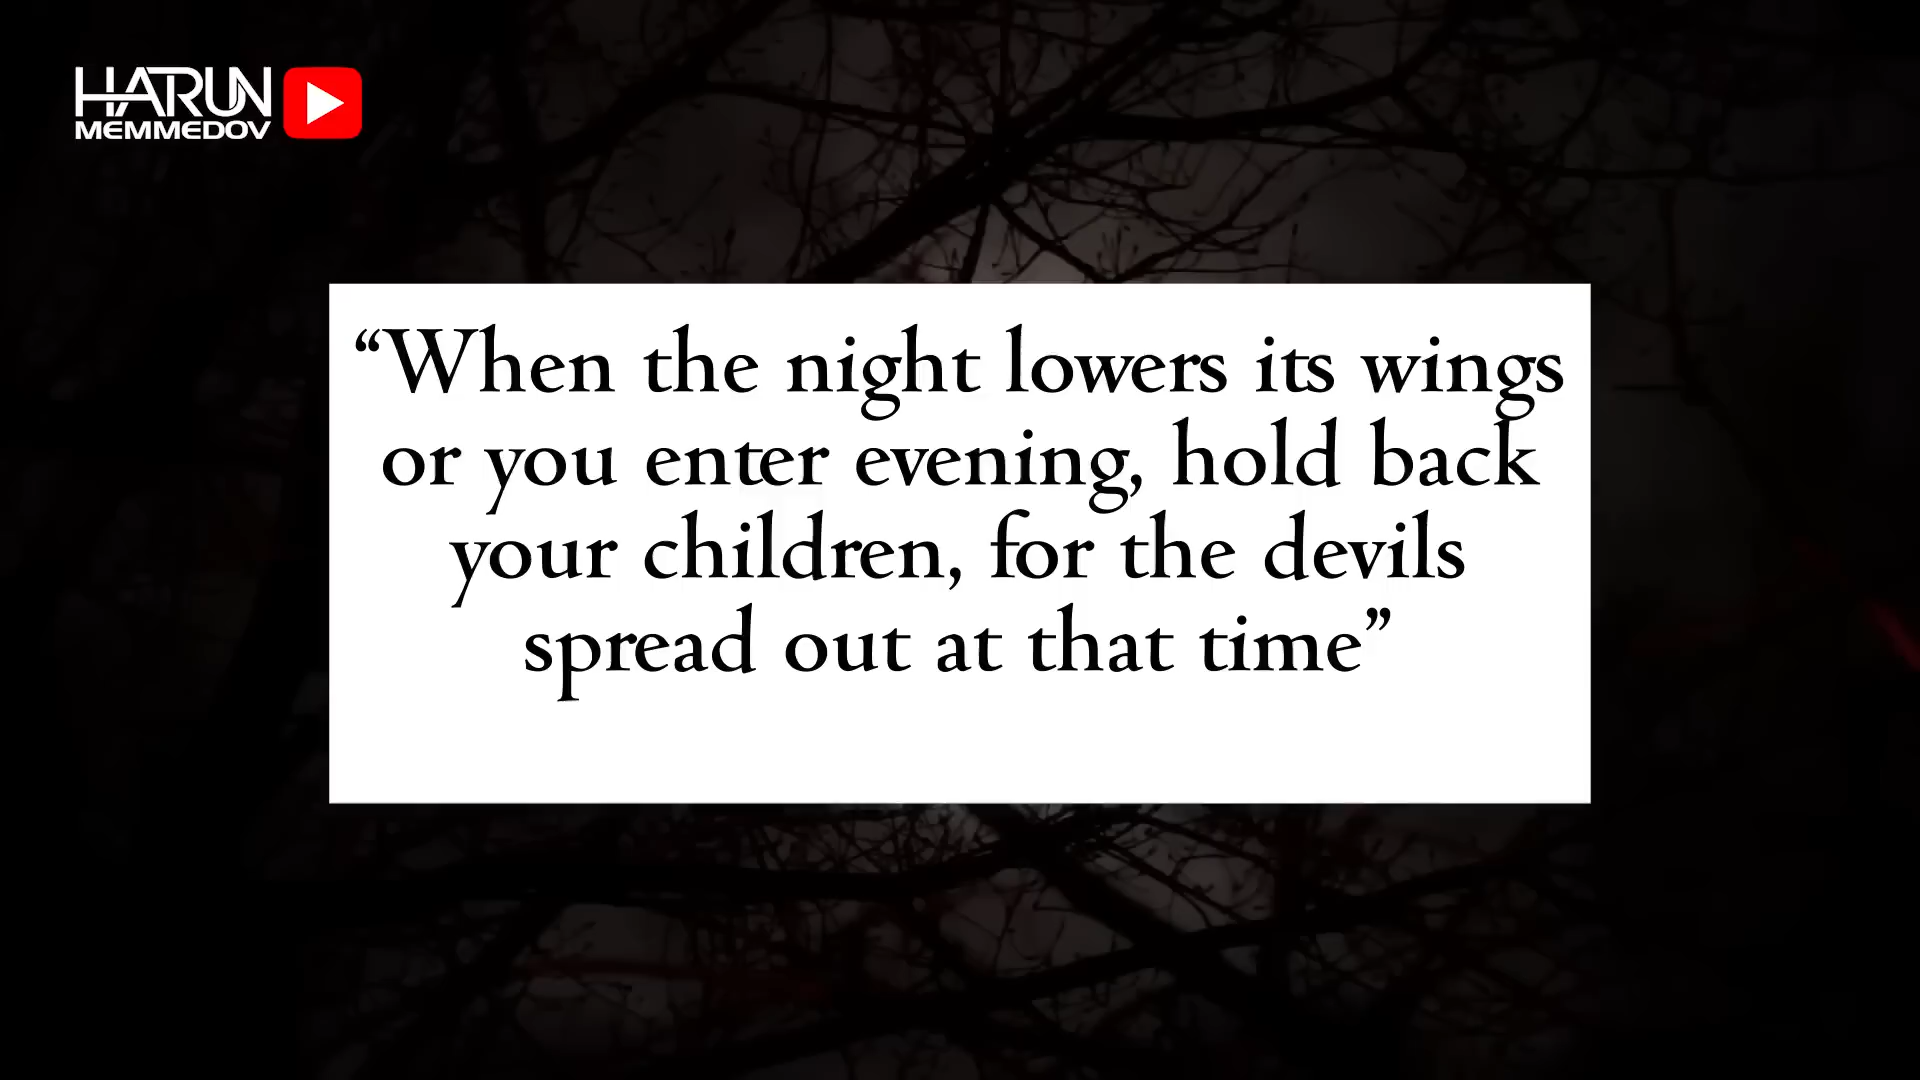 HARUN
MEMMEDOV
“When the night lowers its wings
or you enter evening, hold back
your children, for the devils
spread out at that time”